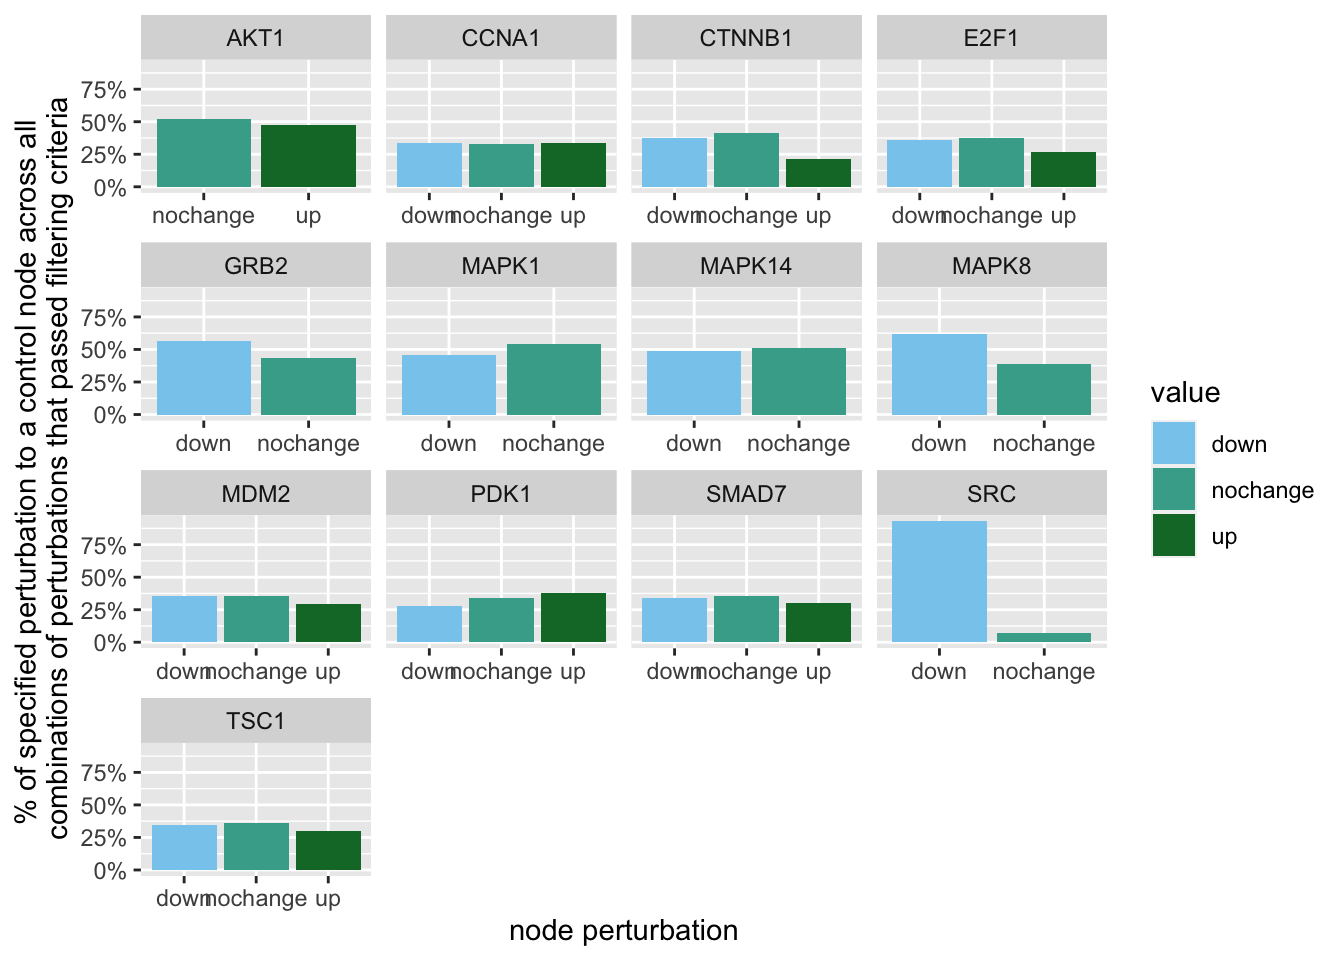 % of specified perturbation to a control node across all
combinations of perturbations that passed filtering criteria
AKT1 CCNA1 CTNNB1 E2F1
75%
50%
25%
0%
nochange up down nochange up down nochange up down nochange up
GRB2 MAPK1 MAPK14 MAPK8
75%
50%
25%
0%
down nochange down nochange down nochange down nochange
MDM2 PDK1 SMAD7 SRC
75%
50%
25%
0%
down nochange up down nochange up down nochange up down nochange
TSC1
75%
50%
25%
0%
down nochange up
node perturbation
value
down
nochange
up